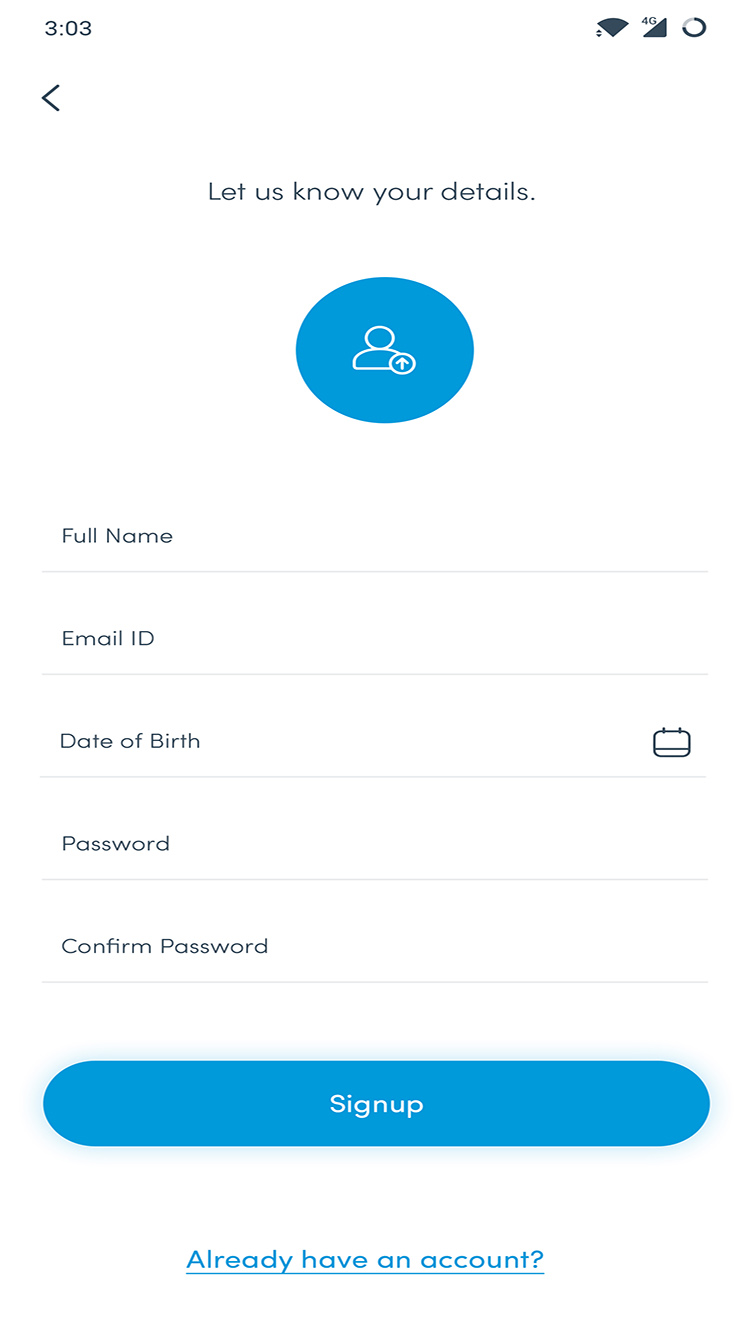 3:03
4G
Let us know your details.
Full Name
Email ID
Date of Birth
Password
Confirm Password
Signup
Already have an account?